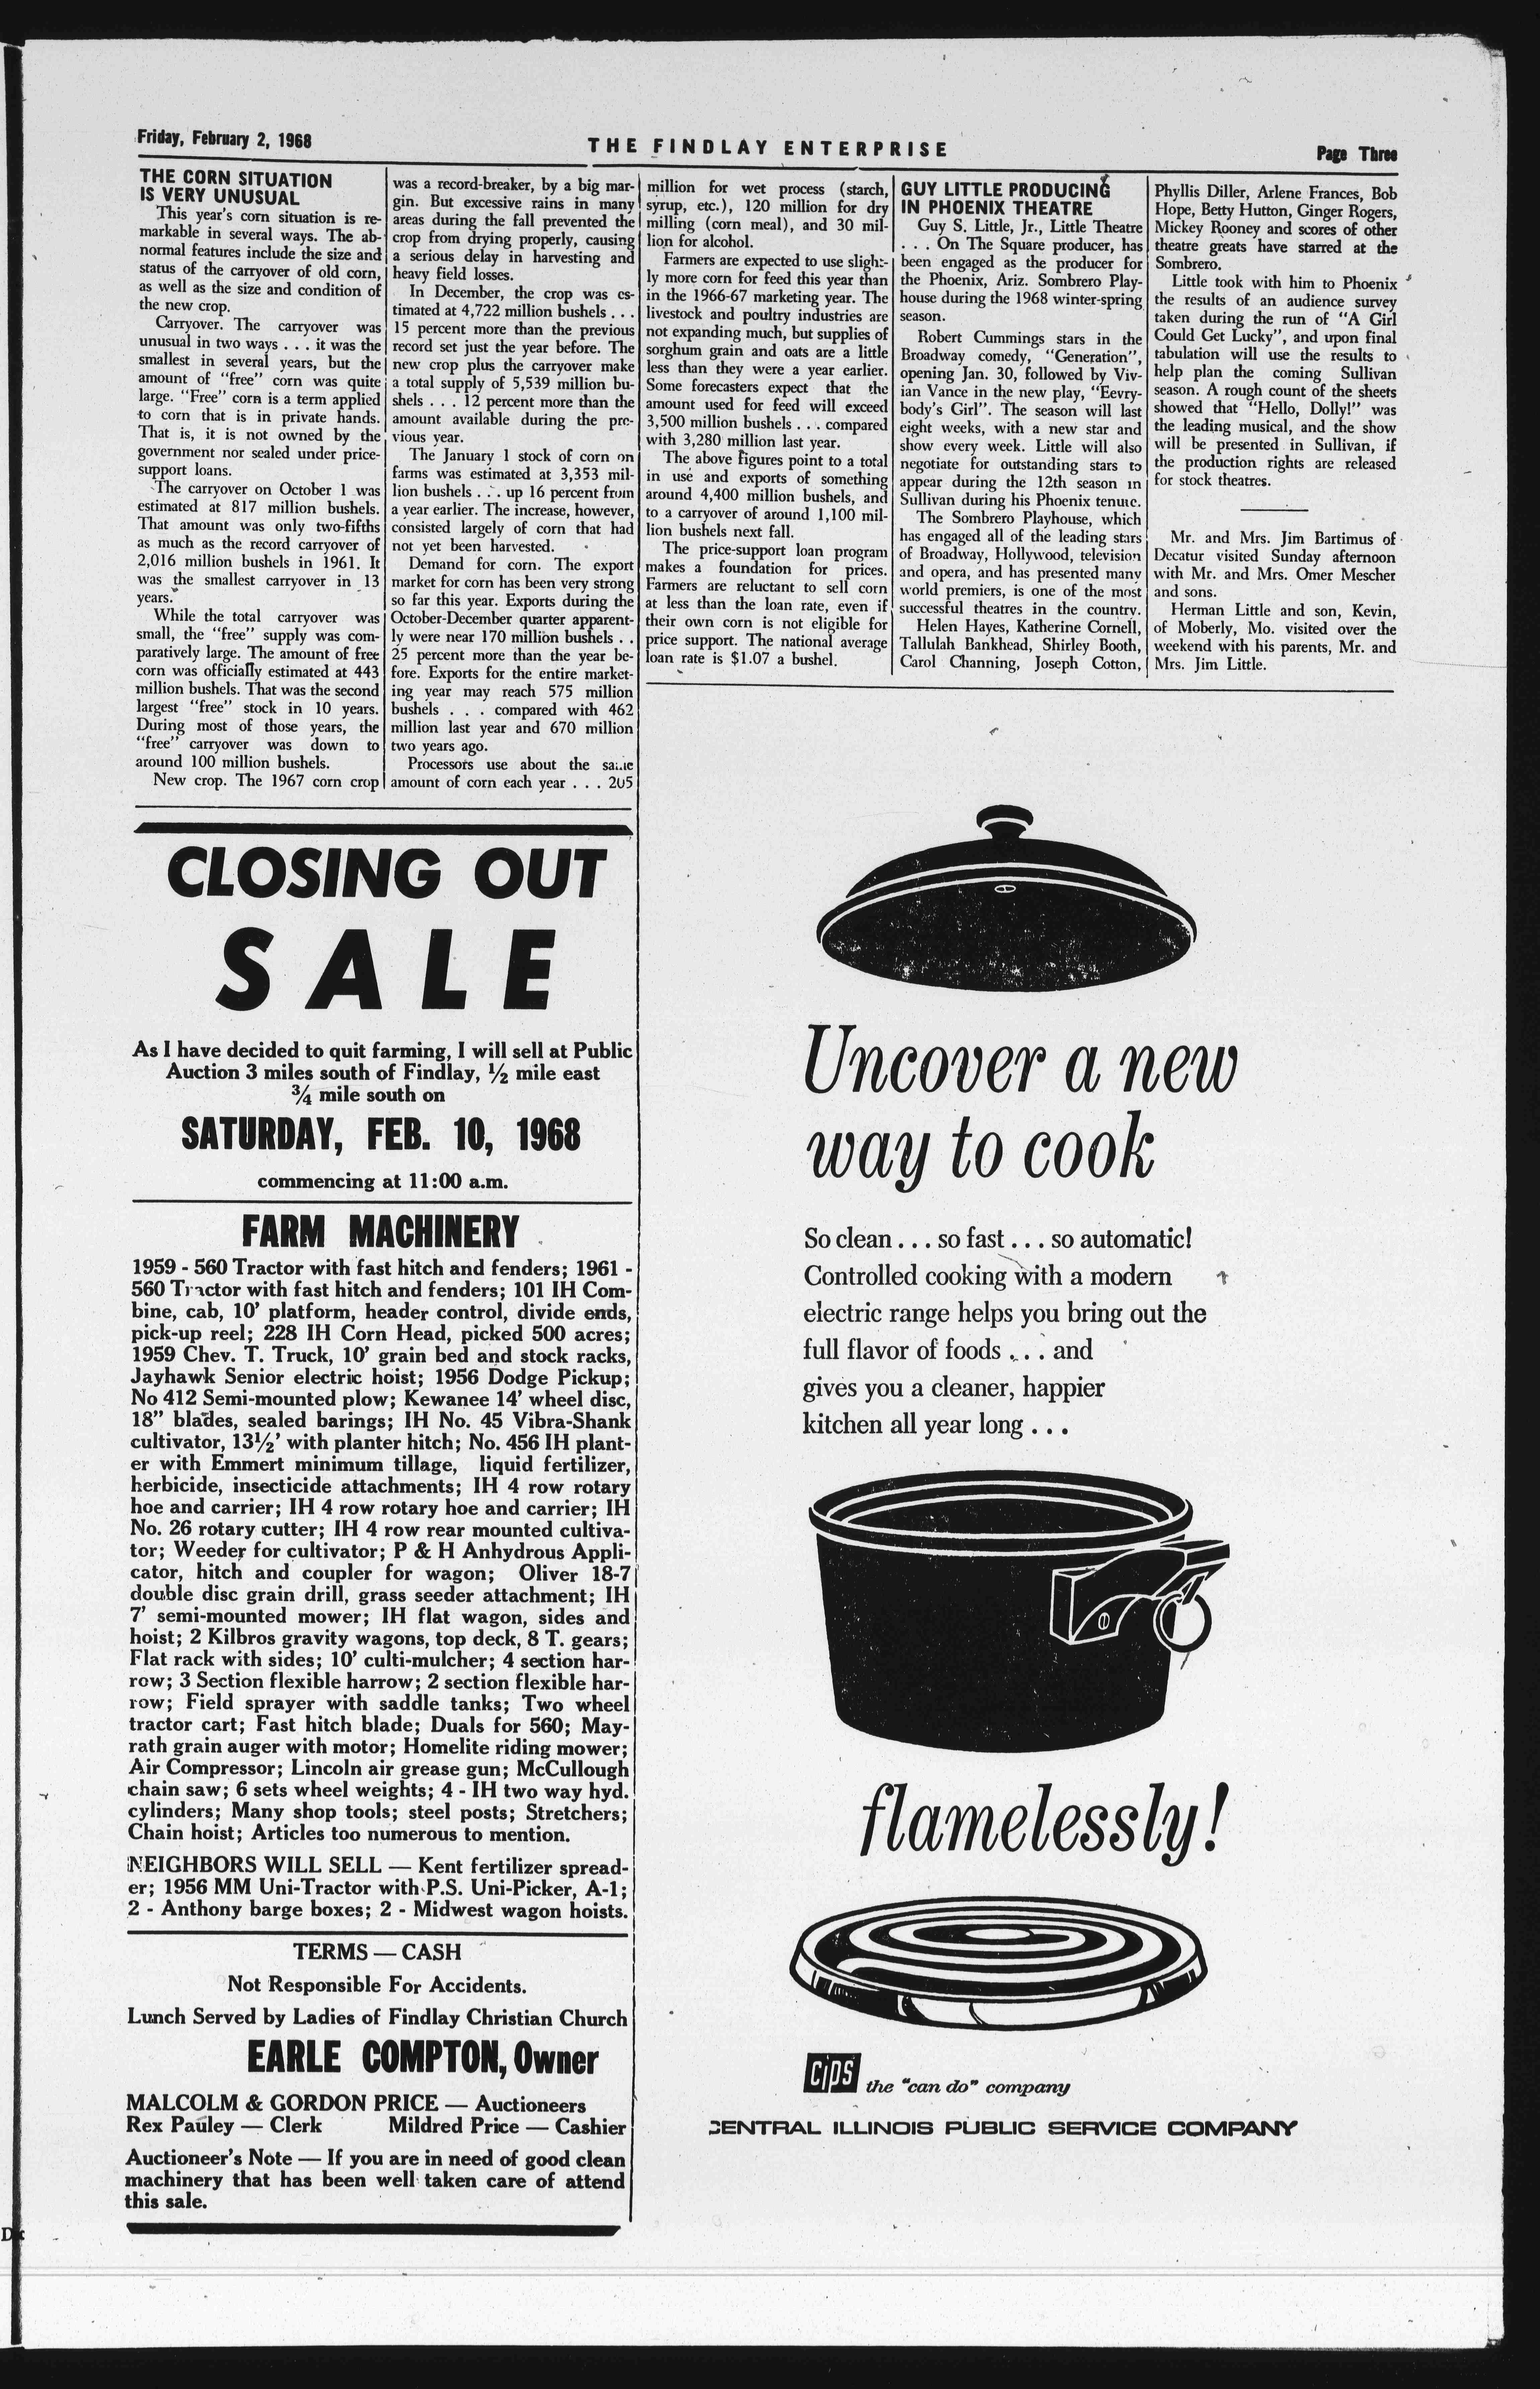 Friday, February 2, 1968
THE FINDLAY ENTERPRISE
Page Three
THE CORN SITUATION
IS VERY UNUSUAL
This year's corn situation is re-
markable in several ways. The ab-
normal features include the size and
status of the carryover of old corn,
as well as the size and condition of
the new crop.
Carryover. The carryover was
unusual in two ways . . . it was the
smallest in several years, but the
amount of "free" corn was quite
large. "Free" corn is a term applied
to corn that is in private hands.
That is, it is not owned by the
government nor sealed under price-
support loans.
The carryover on October 1 was
estimated at 817 million bushels.
That amount was only two-fifths
as much as the record carryover of
2,016 million bushels in 1961. It
was the smallest carryover in 13
years.
While the total carryover was
small, the "free" supply was com-
paratively large. The amount of free
corn was officially estimated at 443
million bushels. That was the second
largest "free" stock in 10 years.
During most of those years, the
"free" carryover was down to
around 100 million bushels.
New crop. The 1967 corn crop
was a record-breaker, by a big mar-
gin. But excessive rains in many
areas during the fall prevented the
crop from drying properly, causing
a serious delay in harvesting and
heavy field losses.
In December, the crop was es-
timated at 4,722 million bushels . . .
15 percent more than the previous
record set just the year before. The
new crop plus the carryover make
a total supply of 5,539 million bu-
shels . . . 12 percent more than the
amount available during the pre-
vious year.
The January 1 stock of corn on
farms was estimated at 3,353 mil-
lion bushels . . . up 16 percent from
a year earlier. The increase, however,
consisted largely of corn that had
not yet been harvested.
Demand for corn. The export
market for corn has been very strong
so far this year. Exports during the
October-December quarter apparent-
ly were near 170 million bushels . .
25 percent more than the year be-
fore. Exports for the entire market-
ing year may reach 575 million
bushels . . . compared with 462
million last year and 670 million
two years ago.
Processors use about the same
amount of corn each year . . . 205
million for wet process (starch,
syrup, etc.), 120 million for dry
milling (corn meal), and 30 mil-
lion for alcohol.
Farmers are expected to use slight-
ly more corn for feed this year than
in the 1966-67 marketing year. The
livestock and poultry industries are
not expanding much, but supplies of
sorghum grain and oats are a little
less than they were a year earlier.
Some forecasters expect that the
amount used for feed will exceed
3,500 million bushels . . . compared
with 3,280 million last year.
The above figures point to a total
in use and exports of something
around 4,400 million bushels, and
to a carryover of around 1,100 mil-
lion bushels next fall.
The price-support loan program
makes a foundation for prices.
Farmers are reluctant to sell corn
at less than the loan rate, even if
their own corn is not eligible for
price support. The national average
loan rate is $1.07 a bushel.
GUY LITTLE PRODUCING
IN PHOENIX THEATRE
Guy S. Little, Jr., Little Theatre
. . . On The Square producer, has
been engaged as the producer for
the Phoenix, Ariz. Sombrero Play-
house during the 1968 winter-spring
season.
Robert Cummings stars in the
Broadway comedy, "Generation",
opening Jan. 30, followed by Viv-
ian Vance in the new play, "Eevry-
body's Girl". The season will last
eight weeks, with a new star and
show every week. Little will also
negotiate for outstanding stars to
appear during the 12th season in
Sullivan during his Phoenix tenue.
The Sombrero Playhouse, which
has engaged all of the leading stars
of Broadway, Hollywood, television
and opera, and has presented many
world premiers, is one of the most
successful theatres in the country.
Helen Hayes, Katherine Cornell,
Tallulah Bankhead, Shirley Booth,
Carol Channing, Joseph Cotton,
Phyllis Diller, Arlene Frances, Bob
Hope, Betty Hutton, Ginger Rogers,
Mickey Rooney and scores of other
theatre greats have starred at the
Sombrero.
Little took with him to Phoenix
the results of an audience survey
taken during the run of "A Girl
Could Get Lucky", and upon final
tabulation will use the results to
help plan the coming Sullivan
season. A rough count of the sheets
showed that "Hello, Dolly!" was
the leading musical, and the show
will be presented in Sullivan, if
the production rights are released
for stock theatres.
Mr. and Mrs. Jim Bartimus of
Decatur visited Sunday afternoon
with Mr. and Mrs. Omer Mescher
and sons.
Herman Little and son, Kevin,
of Moberly, Mo. visited over the
weekend with his parents, Mr. and
Mrs. Jim Little.
CLOSING OUT
SALE
As I have decided to quit farming, I will sell at Public
Auction 3 miles south of Findlay, ½ mile east
¾ mile south on
SATURDAY, FEB. 10, 1968
commencing at 11:00 a.m.
FARM MACHINERY
1959 - 560 Tractor with fast hitch and fenders; 1961 -
560 Tractor with fast hitch and fenders; 101 IH Com-
bine, cab, 10' platform, header control, divide ends,
pick-up reel; 228 IH Corn Head, picked 500 acres;
1959 Chev. T. Truck, 10' grain bed and stock racks,
Jayhawk Senior electric hoist; 1956 Dodge Pickup;
No 412 Semi-mounted plow; Kewanee 14' wheel disc,
18" blades, sealed barings; IH No. 45 Vibra-Shank
cultivator, 13½' with planter hitch; No. 456 IH plant-
er with Emmert minimum tillage, liquid fertilizer,
herbicide, insecticide attachments; IH 4 row rotary
hoe and carrier; IH 4 row rotary hoe and carrier; IH
No. 26 rotary cutter; IH 4 row rear mounted cultiva-
tor; Weeder for cultivator; P & H Anhydrous Appli-
cator, hitch and coupler for wagon; Oliver 18-7
double disc grain drill, grass seeder attachment; IH
7' semi-mounted mower; IH flat wagon, sides and
hoist; 2 Kilbros gravity wagons, top deck, 8 T. gears;
Flat rack with sides; 10' culti-mulcher; 4 section har-
row; 3 Section flexible harrow; 2 section flexible har-
row; Field sprayer with saddle tanks; Two wheel
tractor cart; Fast hitch blade; Duals for 560; May-
rath grain auger with motor; Homelite riding mower;
Air Compressor; Lincoln air grease gun; McCullough
chain saw; 6 sets wheel weights; 4 - IH two way hyd.
cylinders; Many shop tools; steel posts; Stretchers;
Chain hoist; Articles too numerous to mention.
NEIGHBORS WILL SELL — Kent fertilizer spread-
er; 1956 MM Uni-Tractor with P.S. Uni-Picker, A-1;
2 - Anthony barge boxes; 2 - Midwest wagon hoists.
TERMS — CASH
Not Responsible For Accidents.
Lunch Served by Ladies of Findlay Christian Church
EARLE COMPTON, Owner
MALCOLM & GORDON PRICE — Auctioneers
Rex Pauley — Clerk Mildred Price — Cashier
Auctioneer's Note — If you are in need of good clean
machinery that has been well taken care of attend
this sale.
Uncover a new
way to cook
So clean . . . so fast . . . so automatic!
Controlled cooking with a modern
electric range helps you bring out the
full flavor of foods . . . and
gives you a cleaner, happier
kitchen all year long . . .
flamelessly!
CIPS the "can do" company
CENTRAL ILLINOIS PUBLIC SERVICE COMPANY